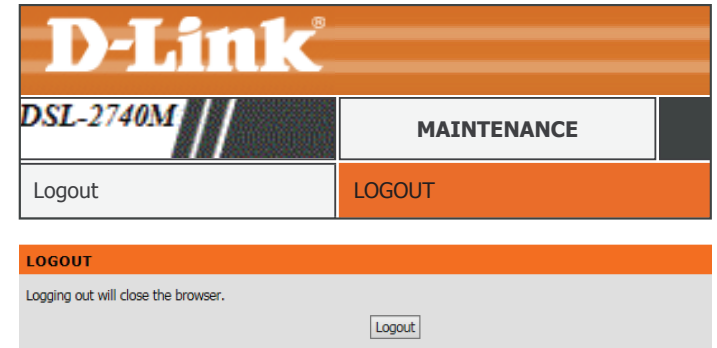 D-Link®
DSL-2740M
MAINTENANCE
Logout
LOGOUT
LOGOUT
Logging out will close the browser.
Logout